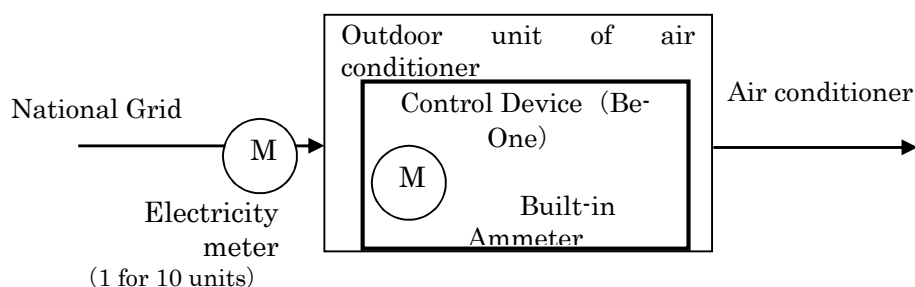 Outdoor unit of air
conditioner
Control Device（Be-
One）
National Grid
Air conditioner
M
M
Electricity
meter
（1 for 10 units）
Built-in
Ammeter